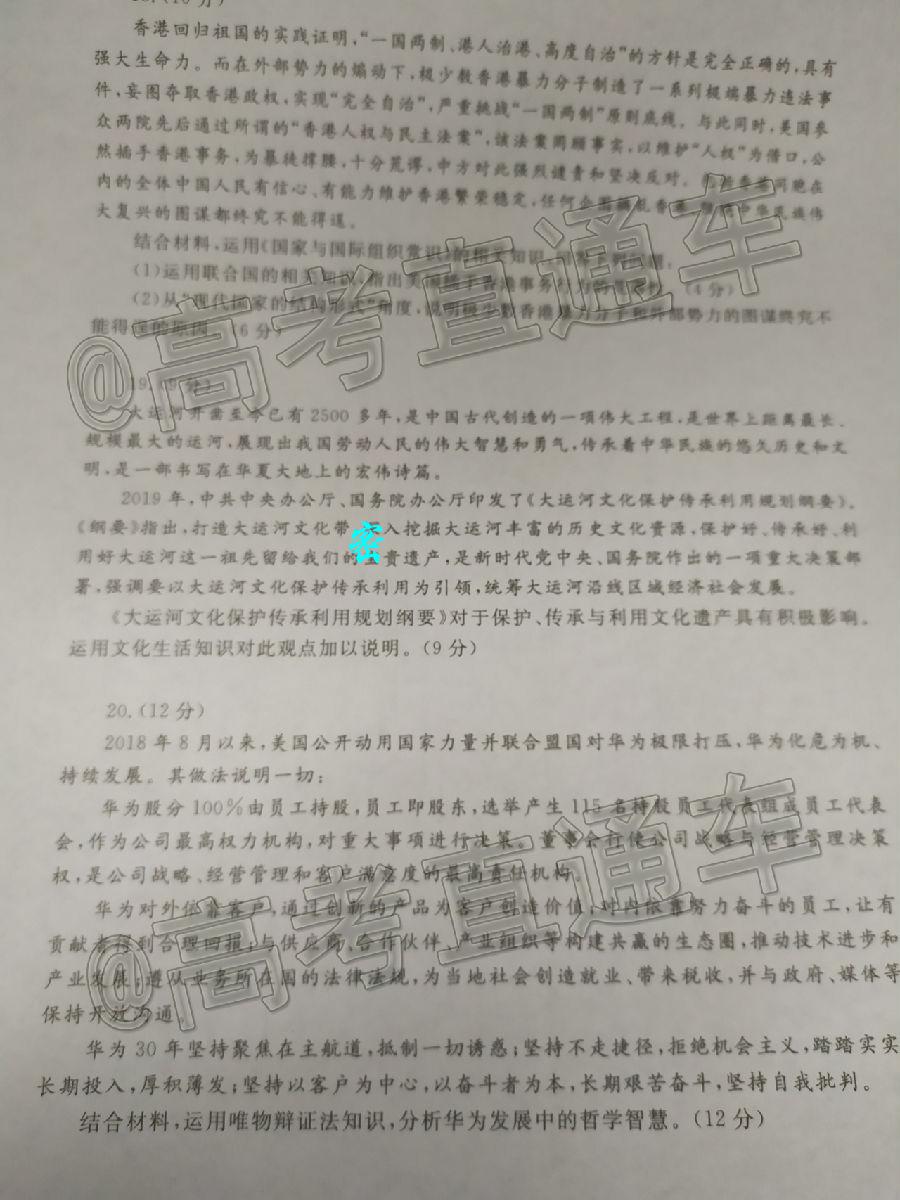 香港回归祖国的实践证明,“一国两制、港人治港、高度自治”的方针是完全正确的,具有
强大生命力。而在外部势力的煽动下,极少数香港暴力分子制造了一系列极端暴力违法事
件,妄图夺取香港政权,实现“完全自治”,严重挑战“一国两制”原则底线。与此同时,美国参
众两院先后通过所谓的“香港人权与民主法案”,该法案罔顾事实,以维护“人权”为借口,公
然插手香港事务,为暴徒撑腰,十分荒谬,中方对此强烈谴责和坚决反对。包括香港同胞在
内的全体中国人民有信心、有能力维护香港繁荣稳定,任何企图搞乱香港、中华民族伟
大复兴的图谋都终究不能得逞。
结合材料,运用《国家与国际组织常识》的相关知识,
(1)运用联合国的相关知识,指出美国插手香港事务行为的 (4分)
(2)从“现代国家的结构形式”角度,说明极少数香港暴力分子和外部势力的图谋终究不
能得逞的原因。(6分)
19.(9分)
大运河开凿至今已有2500多年,是中国古代创造的一项伟大工程,是世界上距离最长、
规模最大的运河,展现出我国劳动人民的伟大智慧和勇气,传承着中华民族的悠久历史和文
明,是一部书写在华夏大地上的宏伟诗篇。
2019年,中共中央办公厅、国务院办公厅印发了《大运河文化保护传承利用规划纲要》。
《纲要》指出,打造大运河文化带 入挖掘大运河丰富的历史文化资源,保护好、传承好、利
用好大运河这一祖先留给我们的 贵遗产,是新时代党中央、国务院作出的一项重大决策部
署,强调要以大运河文化保护传承利用为引领,统筹大运河沿线区域经济社会发展。
《大运河文化保护传承利用规划纲要》对于保护、传承与利用文化遗产具有积极影响。
运用文化生活知识对此观点加以说明。(9分)
20.(12分)
2018年8月以来,美国公开动用国家力量并联合盟国对华为极限打压,华为化危为机、
持续发展。其做法说明一切:
华为股分100%由员工持股,员工即股东,选举产生115名持股员工代表组成员工代表
会,作为公司最高权力机构,对重大事项进行决策。董事会行使公司战略与经营管理决策
权,是公司战略、经营管理和客户满意度的最高责任机构。
华为对外依靠客户,通过创新的产品为客户创造价值;对内依靠努力奋斗的员工,让有
贡献者得到合理回报;与供应商、合作伙伴、产业组织等构建共赢的生态圈,推动技术进步和
产业发展;遵从业务所在国的法律法规,为当地社会创造就业、带来税收,并与政府、媒体等
保持开放沟通。
华为30年坚持聚焦在主航道,抵制一切诱惑;坚持不走捷径,拒绝机会主义,踏踏实实
长期投入,厚积薄发;坚持以客户为中心,以奋斗者为本,长期艰苦奋斗,坚持自我批判。
结合材料,运用唯物辩证法知识,分析华为发展中的哲学智慧。(12分)
@高考直通车
@高考直通车
密